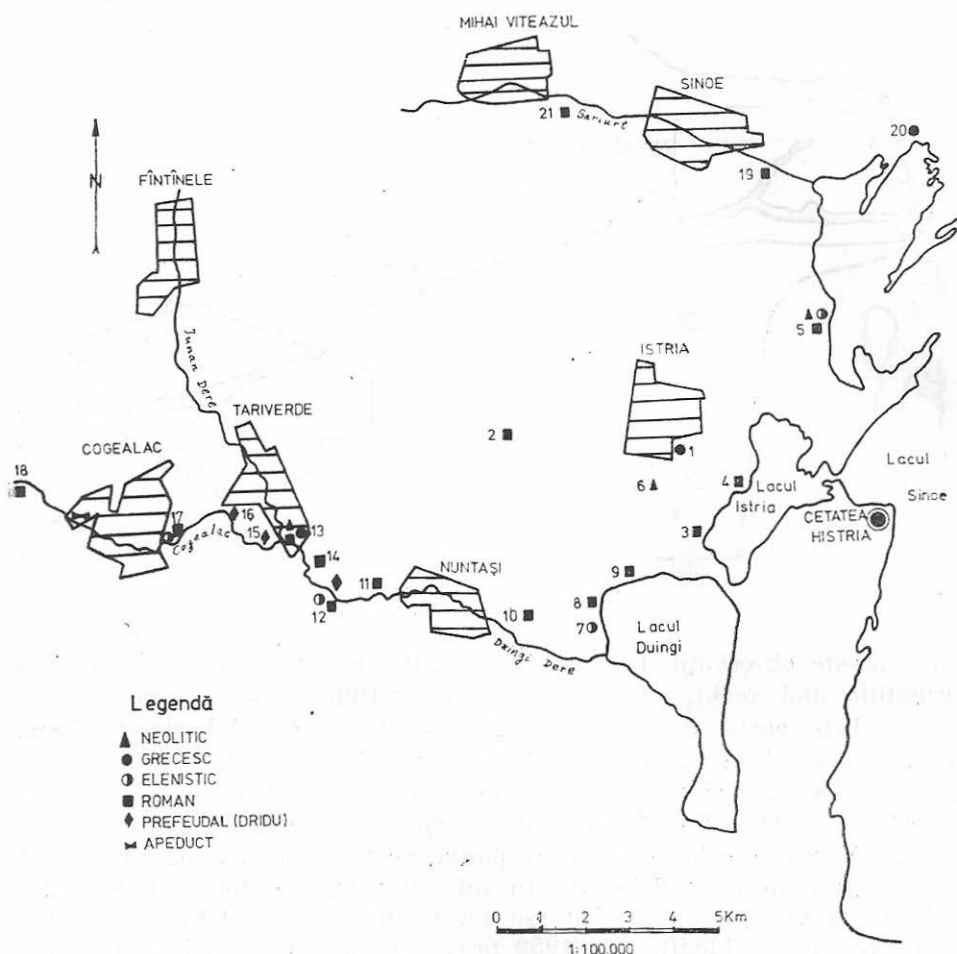 MIHAI VITEAZUL
SINOE
21
Sariurt
20
19
N
FÎNTÎNELE
Junan Dere
5
ISTRIA
TARIVERDE
COGEALAC
2
1
18
6
4
Lacul
Istria
Lacul
Sinoe
16
17
15
13
Cogealac
3
CETATEA
HISTRIA
14
NUNTAȘI
9
11
12
10
8
7
Duingi Dere
Lacul
Duingi
Legendă
NEOLITIC
GRECESC
ELENISTIC
ROMAN
PREFEUDAL (DRIDU)
APEDUCT
0 1 2 3 4 5Km
1:100.000